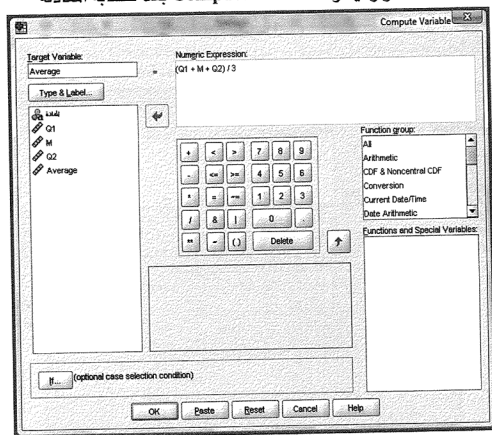 Compute Variable
Target Variable:
Average
=
Numeric Expression:
(Q1 + M + Q2) / 3
Type & Label...
Q1
M
Q2
Average
+ < > 7 8 9
- <= >= 4 5 6
* = ~= 1 2 3
/ & | 0 .
** ~ ( ) Delete
Function group:
All
Arithmetic
CDF & Noncentral CDF
Conversion
Current Date/Time
Date Arithmetic
Functions and Special Variables:
If... (optional case selection condition)
OK Paste Reset Cancel Help